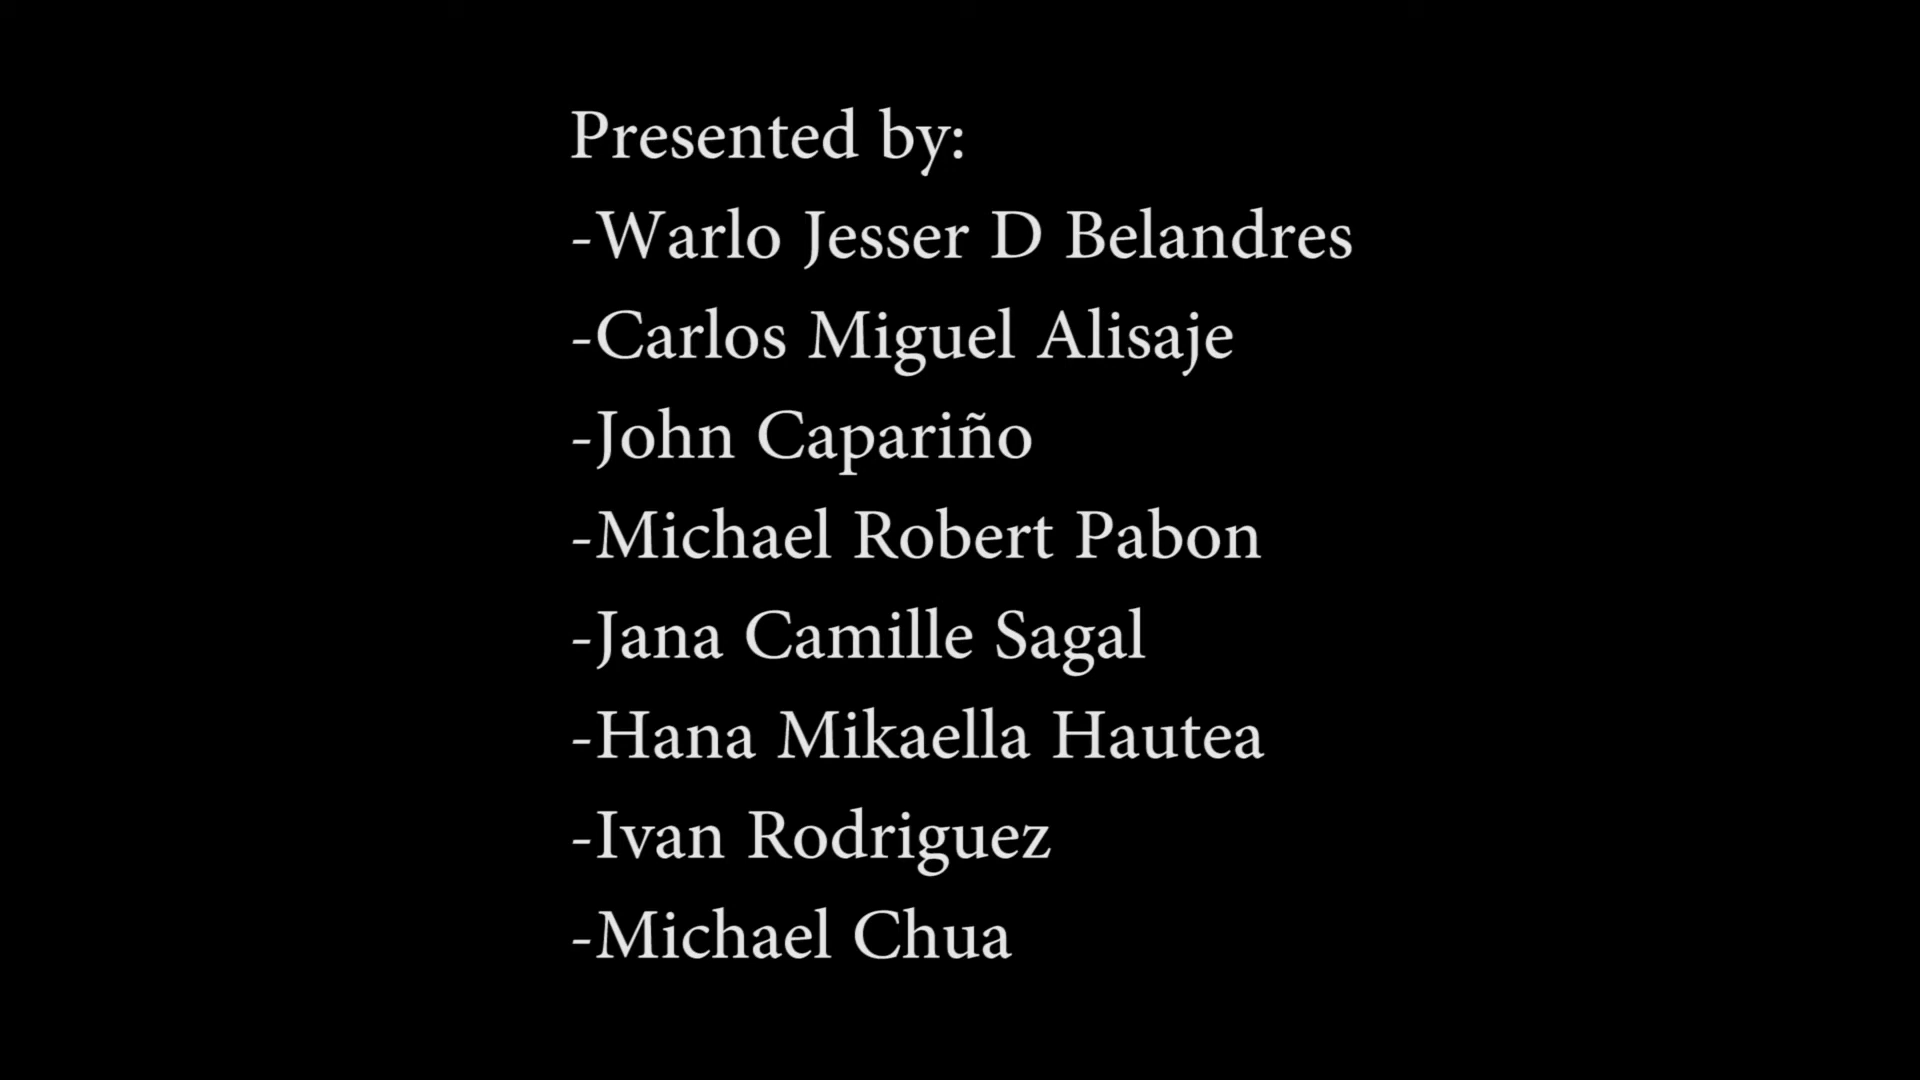 Presented by:
-Warlo Jesser D Belandres
-Carlos Miguel Alisaje
-John Capariño
-Michael Robert Pabon
-Jana Camille Sagal
-Hana Mikaella Hautea
-Ivan Rodriguez
-Michael Chua